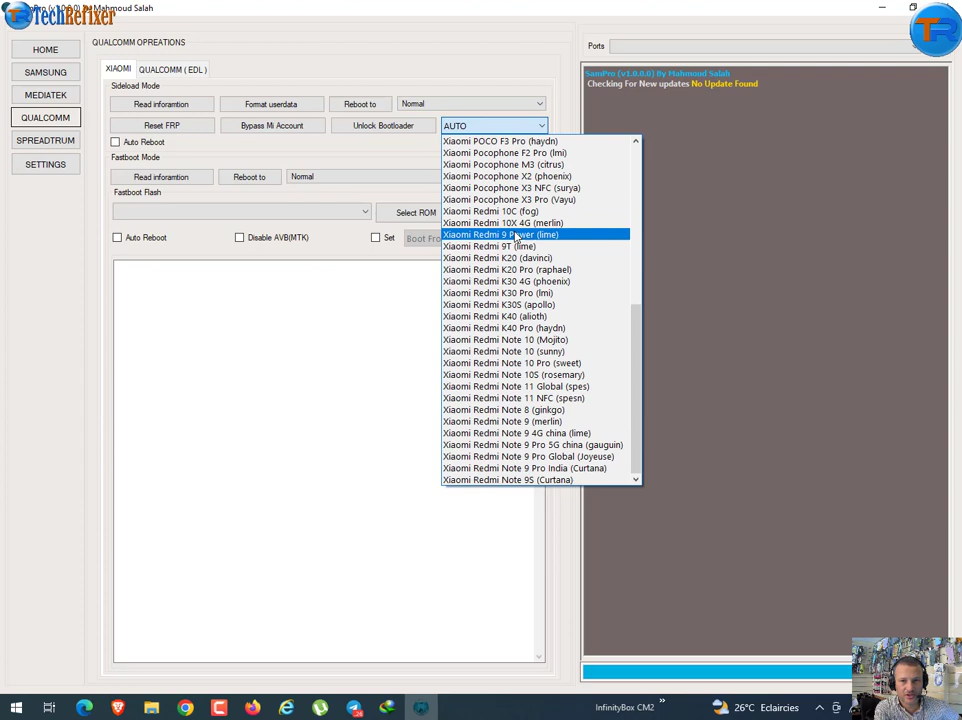 SamPro (v1.0.0.0) By Mahmoud Salah
TechRefixer
TR
HOME
SAMSUNG
MEDIATEK
QUALCOMM
SPREADTRUM
SETTINGS
QUALCOMM OPREATIONS
XIAOMI
QUALCOMM ( EDL )
Sideload Mode
Read inforamtion
Format userdata
Reboot to
Normal
Reset FRP
Bypass Mi Account
Unlock Bootloader
AUTO
Auto Reboot
Fastboot Mode
Read inforamtion
Reboot to
Normal
Fastboot Flash
Select ROM
Auto Reboot
Disable AVB(MTK)
Set
Boot Fro
Xiaomi POCO F3 Pro (haydn)
Xiaomi Pocophone F2 Pro (lmi)
Xiaomi Pocophone M3 (citrus)
Xiaomi Pocophone X2 (phoenix)
Xiaomi Pocophone X3 NFC (surya)
Xiaomi Pocophone X3 Pro (Vayu)
Xiaomi Redmi 10C (fog)
Xiaomi Redmi 10X 4G (merlin)
Xiaomi Redmi 9 Power (lime)
Xiaomi Redmi 9T (lime)
Xiaomi Redmi K20 (davinci)
Xiaomi Redmi K20 Pro (raphael)
Xiaomi Redmi K30 4G (phoenix)
Xiaomi Redmi K30 Pro (lmi)
Xiaomi Redmi K30S (apollo)
Xiaomi Redmi K40 (alioth)
Xiaomi Redmi K40 Pro (haydn)
Xiaomi Redmi Note 10 (Mojito)
Xiaomi Redmi Note 10 (sunny)
Xiaomi Redmi Note 10 Pro (sweet)
Xiaomi Redmi Note 10S (rosemary)
Xiaomi Redmi Note 11 Global (spes)
Xiaomi Redmi Note 11 NFC (spesn)
Xiaomi Redmi Note 8 (ginkgo)
Xiaomi Redmi Note 9 (merlin)
Xiaomi Redmi Note 9 4G china (lime)
Xiaomi Redmi Note 9 Pro 5G china (gauguin)
Xiaomi Redmi Note 9 Pro Global (Joyeuse)
Xiaomi Redmi Note 9 Pro India (Curtana)
Xiaomi Redmi Note 9S (Curtana)
Ports
SamPro (v1.0.0.0) By Mahmoud Salah
Checking For New updates No Update Found
InfinityBox CM2
26°C Eclaircies